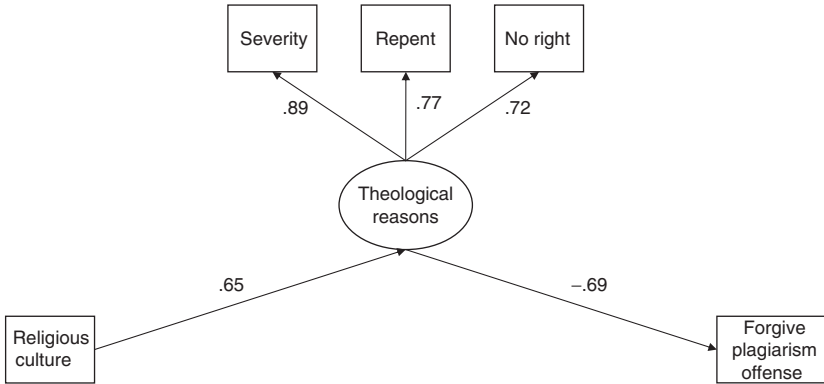 Severity
Repent
No right
.89
.77
.72
Theological
reasons
.65
–.69
Religious
culture
Forgive
plagiarism
offense